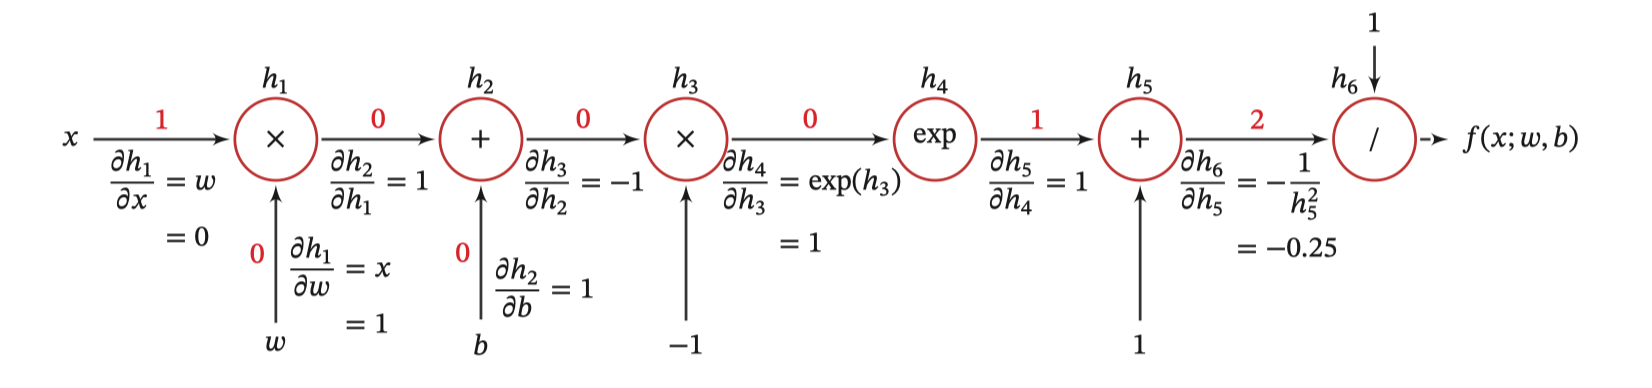 1
h₁ h₂ h₃ h₄ h₅ h₆
x 1 × 0 + 0 × 0 exp 1 + 2 / f(x; w, b)
∂h₁/∂x = w
= 0
∂h₂/∂h₁ = 1
∂h₃/∂h₂ = −1
∂h₄/∂h₃ = exp(h₃)
= 1
∂h₅/∂h₄ = 1
∂h₆/∂h₅ = −1/h₅²
= −0.25
0 ∂h₁/∂w = x
= 1
0 ∂h₂/∂b = 1
w b −1 1